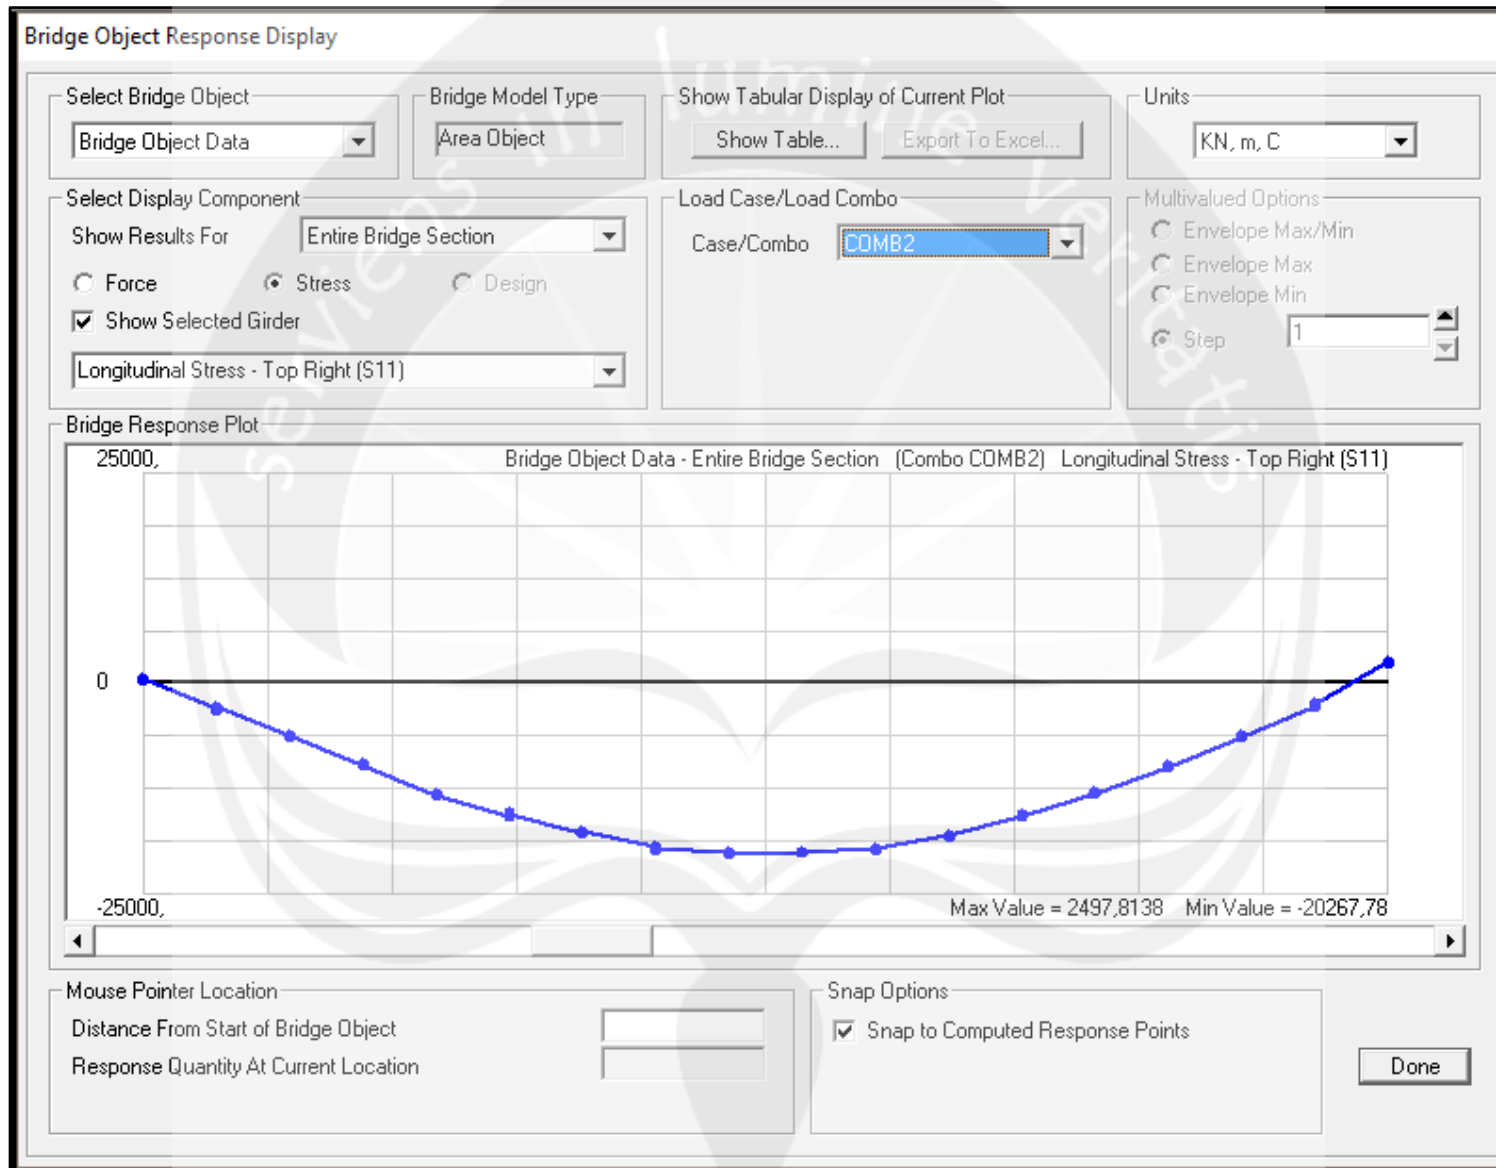 Bridge Object Response Display
Select Bridge Object
Bridge Object Data
Bridge Model Type
Area Object
Show Tabular Display of Current Plot
Show Table...
Export To Excel...
Units
KN, m, C
Select Display Component
Show Results For
Entire Bridge Section
Force
Stress
Design
Show Selected Girder
Longitudinal Stress - Top Right (S11)
Load Case/Load Combo
Case/Combo
COMB2
Multivalued Options
Envelope Max/Min
Envelope Max
Envelope Min
Step
1
Bridge Response Plot
25000,
Bridge Object Data - Entire Bridge Section (Combo COMB2) Longitudinal Stress - Top Right (S11)
0
-25000,
Max Value = 2497,8138 Min Value = -20267,78
Mouse Pointer Location
Distance From Start of Bridge Object
Response Quantity At Current Location
Snap Options
Snap to Computed Response Points
Done
serviens in lumine veritatis